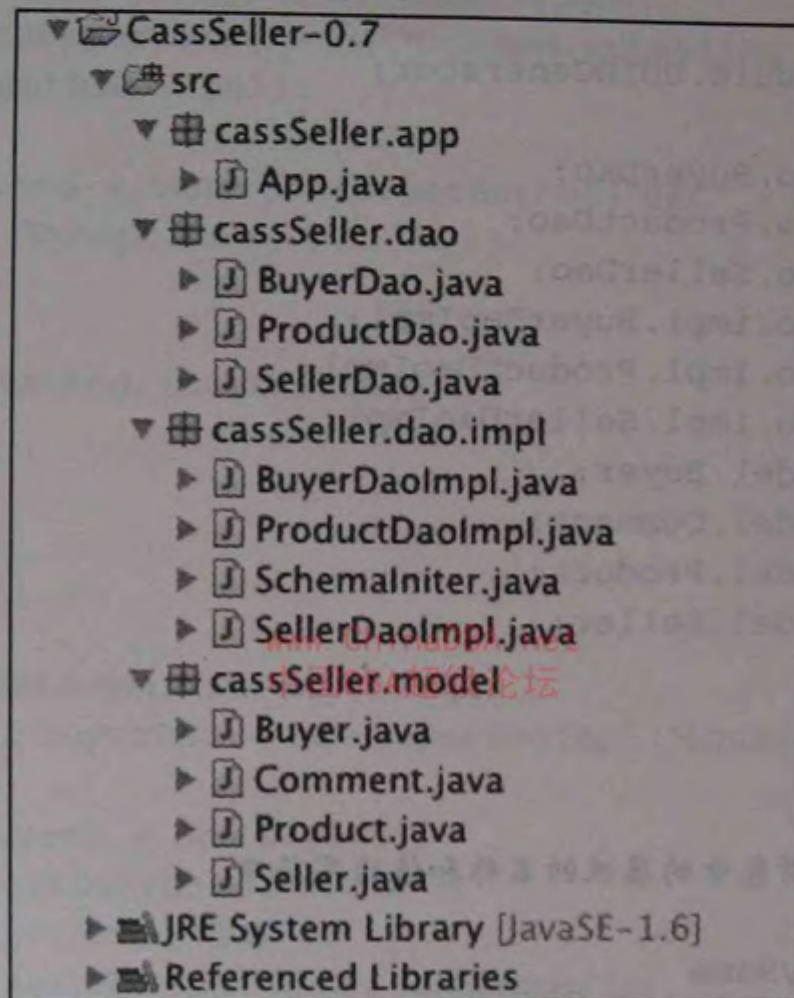 CassSeller-0.7
src
cassSeller.app
App.java
cassSeller.dao
BuyerDao.java
ProductDao.java
SellerDao.java
cassSeller.dao.impl
BuyerDaoImpl.java
ProductDaoImpl.java
SchemaIniter.java
SellerDaoImpl.java
cassSeller.model
Buyer.java
Comment.java
Product.java
Seller.java
JRE System Library [JavaSE-1.6]
Referenced Libraries